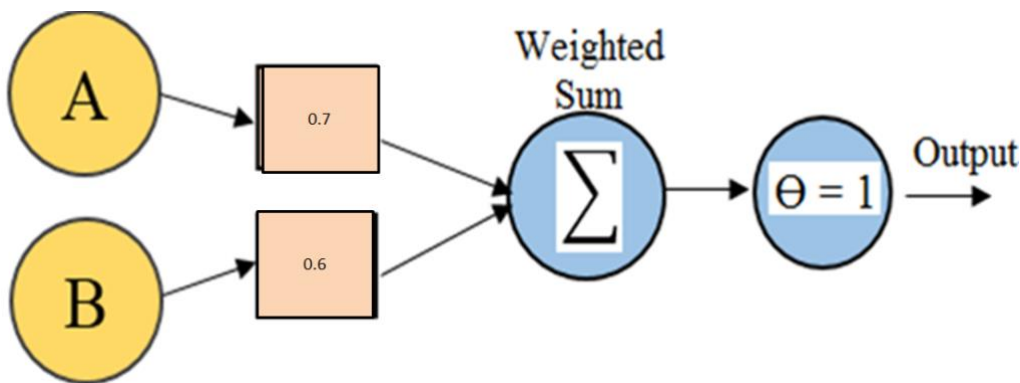 A
0.7
Weighted
Sum
∑
Θ = 1
Output
B
0.6